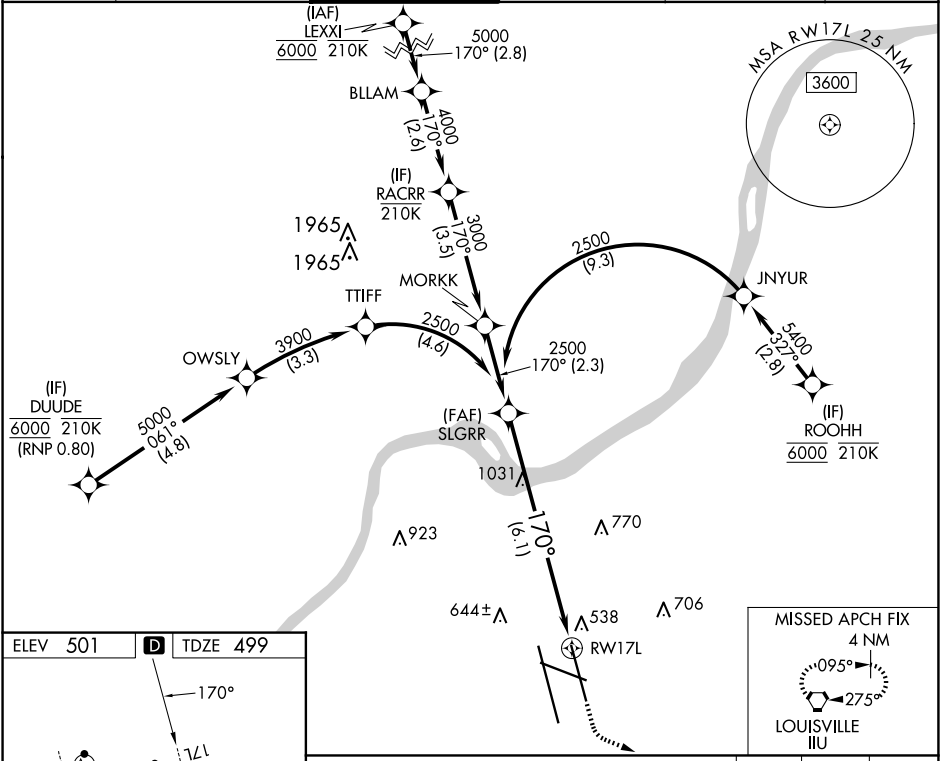 (IAF)
LEXXI
6000 210K
5000
170° (2.8)
BLLAM
4000
170°
(2.6)
(IF)
RACRR
210K
3000
170°
(3.5)
MSA RW17L 25 NM
3600
1965
1965
MORKK
2500
(9.3)
JNYUR
TTIFF
2500
(4.6)
5400
327°
(2.8)
OWSLY
3900
(3.3)
2500
170° (2.3)
(IF)
DUUDE
6000 210K
(RNP 0.80)
5000
061°
(4.8)
(FAF)
SLGRR
(IF)
ROOHH
6000 210K
1031
170°
(6.1)
923
770
644±
538
706
RW17L
MISSED APCH FIX
4 NM
095°
275°
LOUISVILLE
IIU
ELEV 501 D TDZE 499
170°
17L